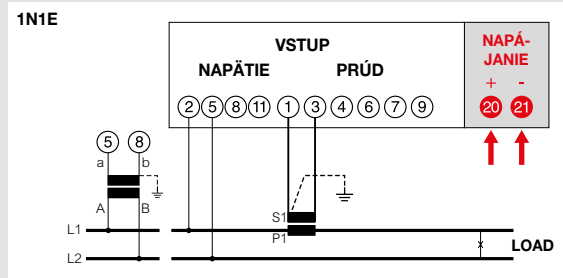 1N1E
VSTUP
NAPÄTIE PRÚD
NAPÁ-
JANIE
+ -
2 5 8 11 1 3 4 6 7 9 20 21
5 8
a b
A B
S1
P1
L1
L2
LOAD